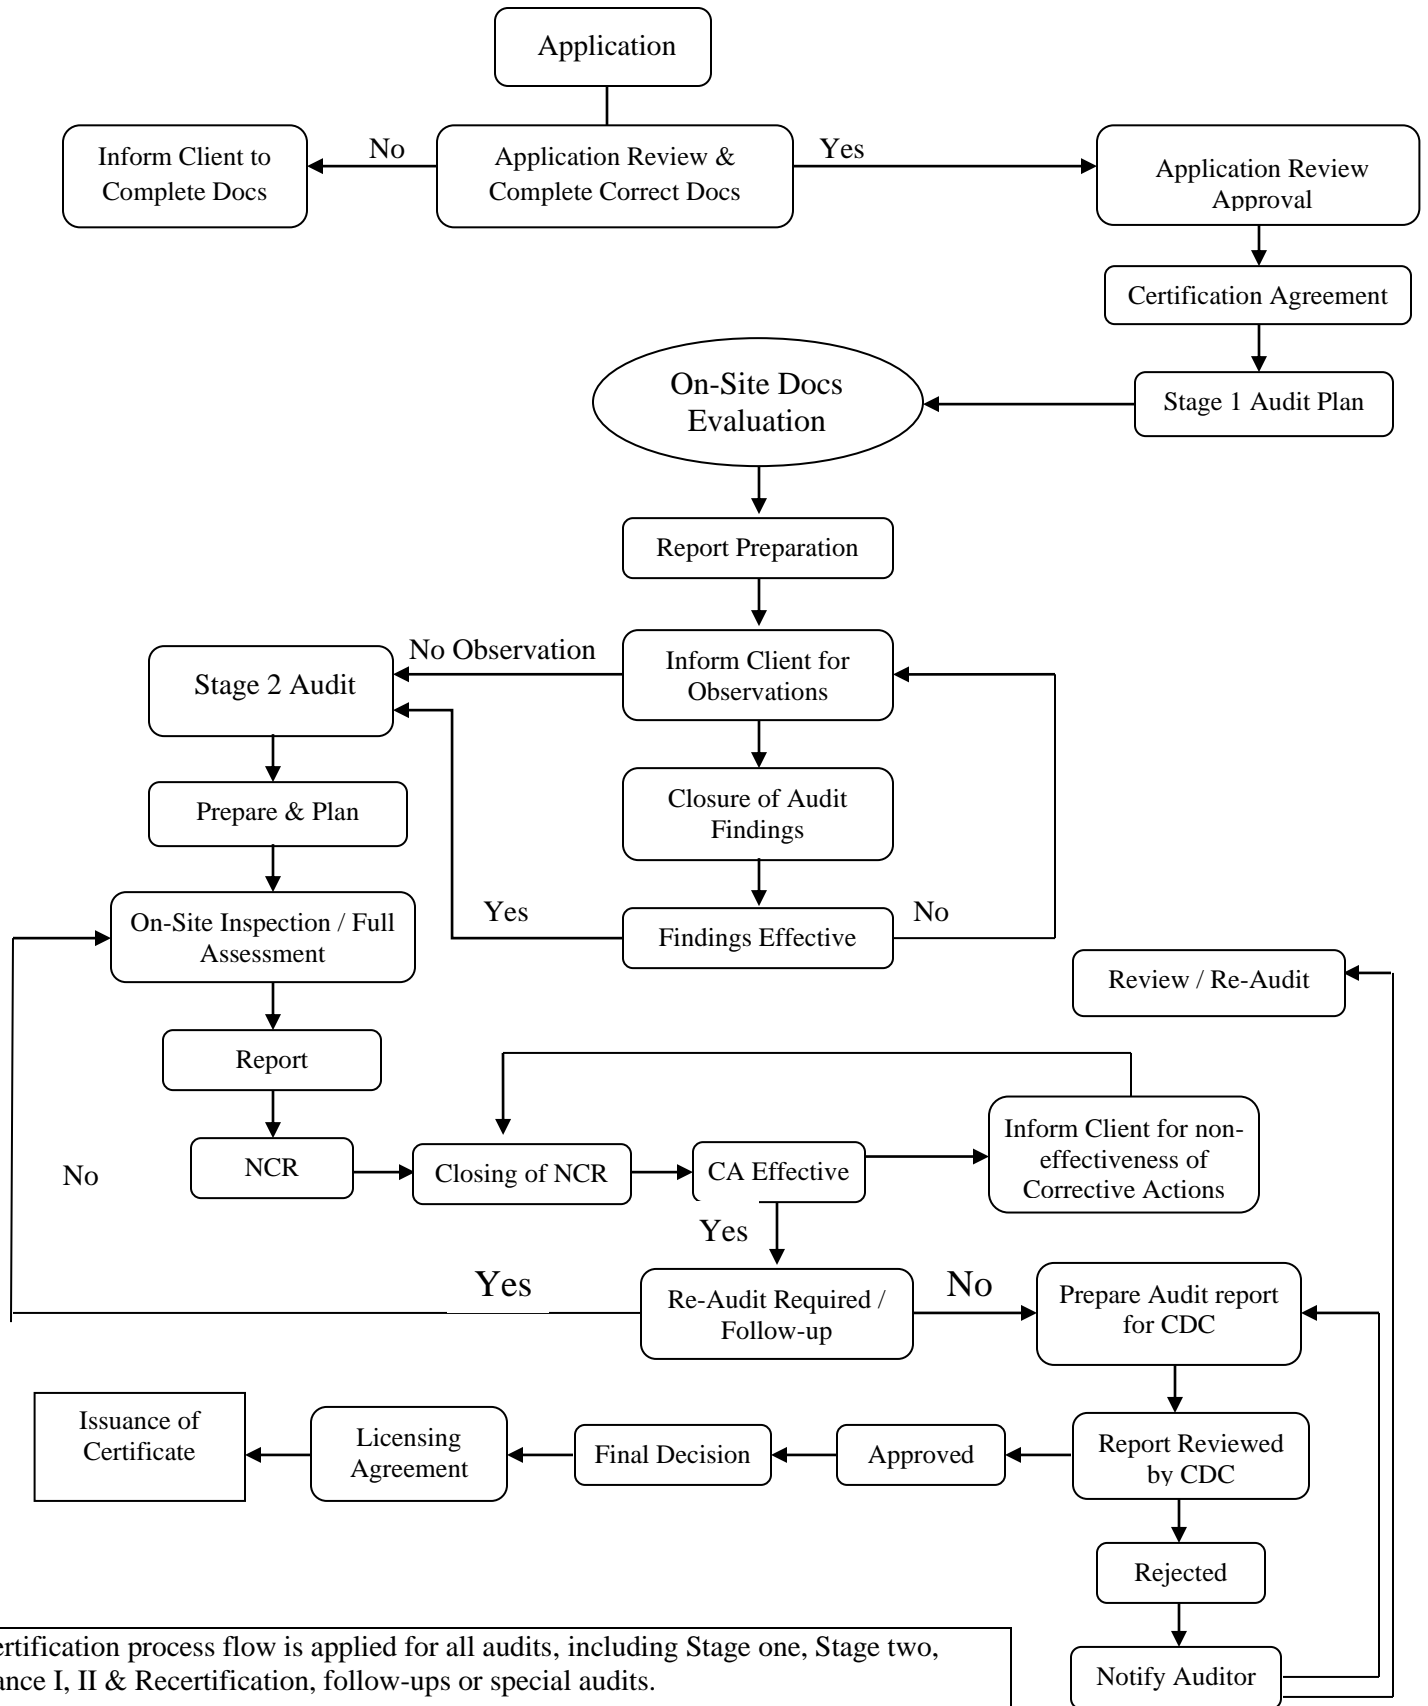 Application
Inform Client to
Complete Docs
No
Application Review &
Complete Correct Docs
Yes
Application Review
Approval
Certification Agreement
Stage 1 Audit Plan
On-Site Docs
Evaluation
Report Preparation
Inform Client for
Observations
No Observation
Stage 2 Audit
Closure of Audit
Findings
Prepare & Plan
Findings Effective
Yes
No
On-Site Inspection / Full
Assessment
Review / Re-Audit
Report
NCR
Closing of NCR
CA Effective
Inform Client for non-
effectiveness of
Corrective Actions
No
Yes
Re-Audit Required /
Follow-up
Yes
No
Prepare Audit report
for CDC
Report Reviewed
by CDC
Approved
Final Decision
Licensing
Agreement
Issuance of
Certificate
Rejected
Notify Auditor
process flow is applied for all audits, including Stage one, Stage two,
I, II & Recertification, follow-ups or special audits.